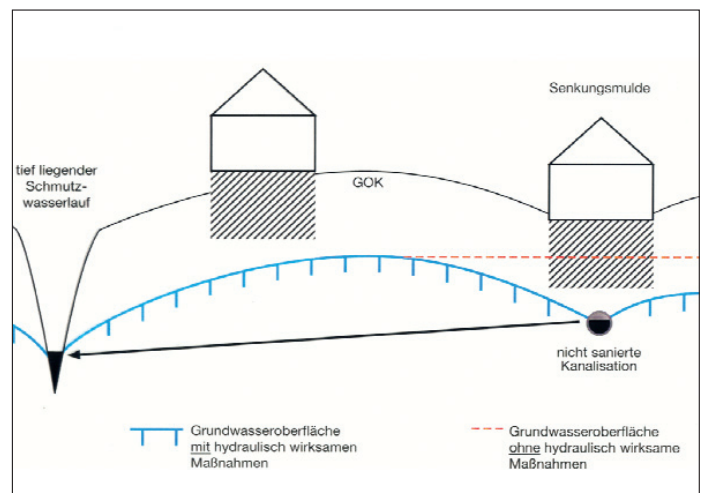 Senkungsmulde
tief liegender
Schmutz-
wasserlauf
GOK
nicht sanierte
Kanalisation
Grundwasseroberfläche
mit hydraulisch wirksamen
Maßnahmen
Grundwasseroberfläche
ohne hydraulisch wirksame
Maßnahmen